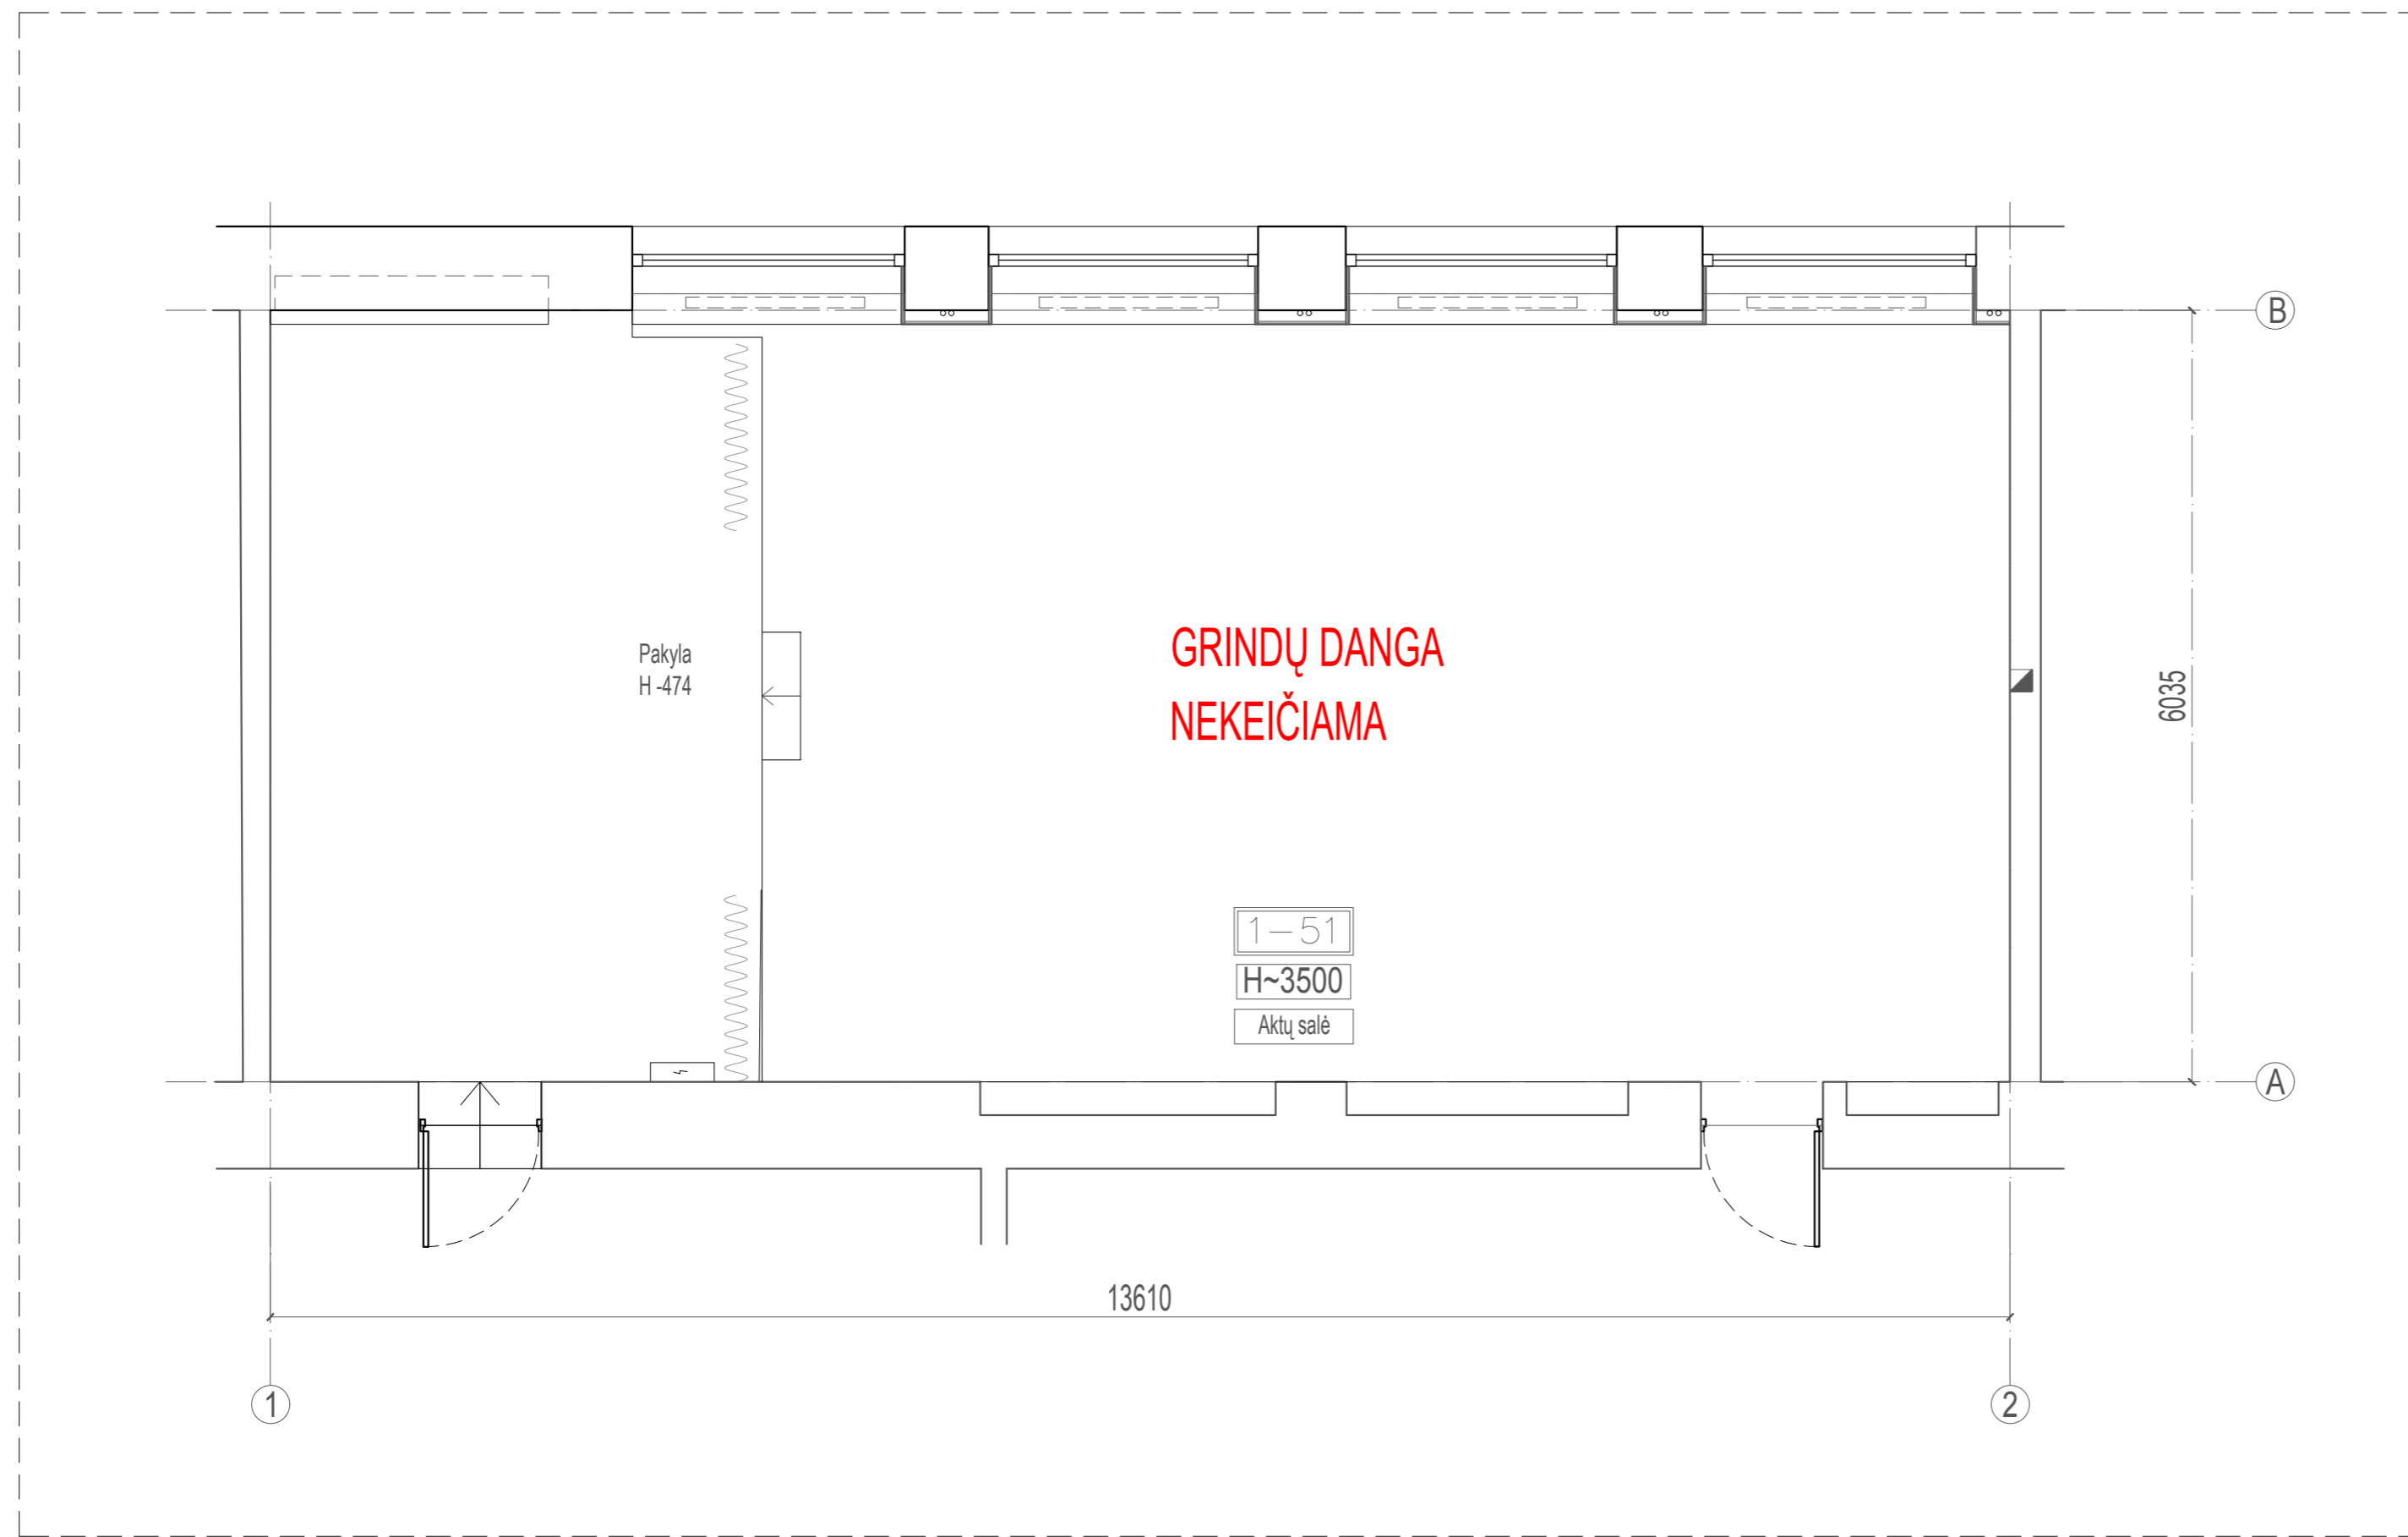 B
Pakyla
H -474
GRINDŲ DANGA
NEKEIČIAMA
6035
1-51
H~3500
Aktų salė
A
13610
1
2